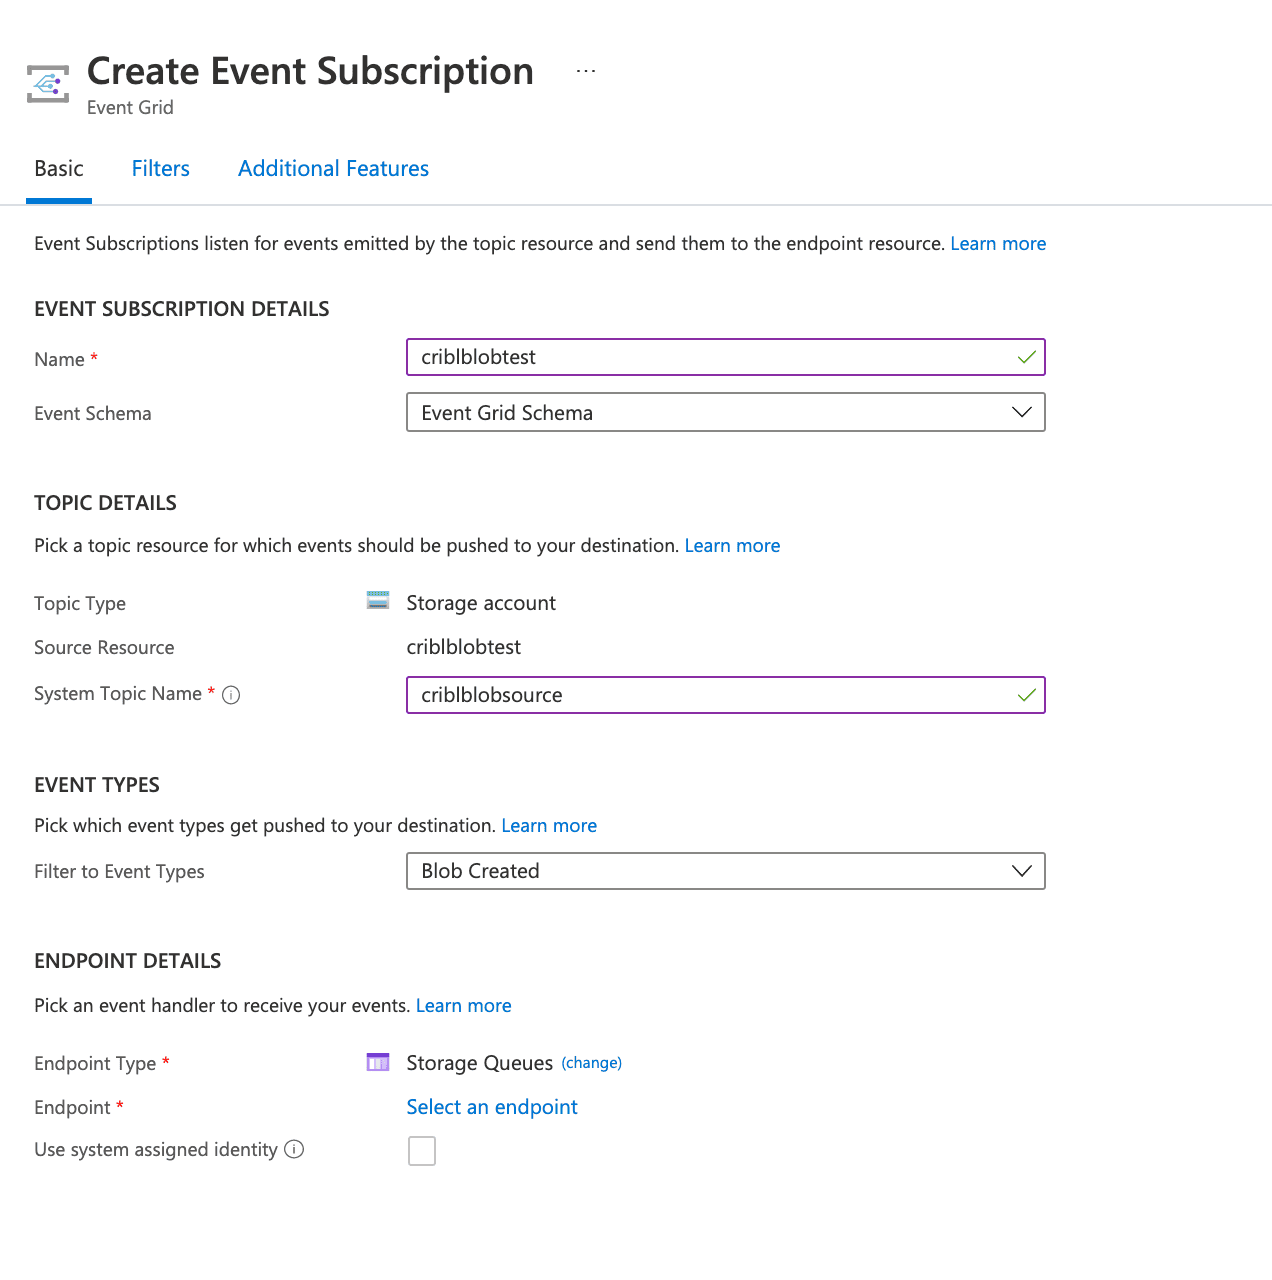 Create Event Subscription ...
Event Grid
Basic Filters Additional Features
Event Subscriptions listen for events emitted by the topic resource and send them to the endpoint resource. Learn more
EVENT SUBSCRIPTION DETAILS
Name * criblblobtest
Event Schema Event Grid Schema
TOPIC DETAILS
Pick a topic resource for which events should be pushed to your destination. Learn more
Topic Type Storage account
Source Resource criblblobtest
System Topic Name * criblblobsource
EVENT TYPES
Pick which event types get pushed to your destination. Learn more
Filter to Event Types Blob Created
ENDPOINT DETAILS
Pick an event handler to receive your events. Learn more
Endpoint Type * Storage Queues (change)
Endpoint * Select an endpoint
Use system assigned identity